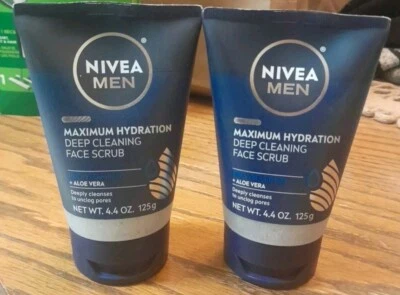 NIVEA
MEN
MAXIMUM HYDRATION
DEEP CLEANING
FACE SCRUB
+ ALOE VERA
Deeply cleanses
to unclog pores
NET WT. 4.4 OZ. 125g
NIVEA
MEN
MAXIMUM HYDRATION
DEEP CLEANING
FACE SCRUB
+ ALOE VERA
Deeply cleanses
to unclog pores
NET WT. 4.4 OZ. 125g